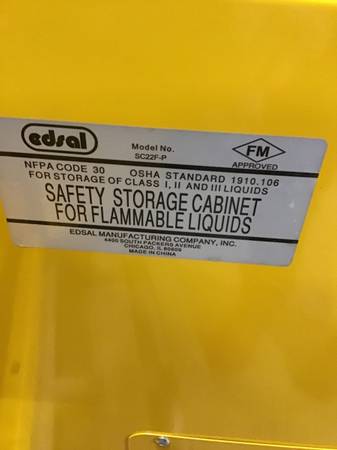 edsal
Model No.
SC22F-P
FM
APPROVED
NFPA CODE 30 OSHA STANDARD 1910.106
FOR STORAGE OF CLASS I, II AND III LIQUIDS
SAFETY STORAGE CABINET
FOR FLAMMABLE LIQUIDS
EDSAL MANUFACTURING COMPANY, INC.
4400 SOUTH PACKERS AVENUE
CHICAGO, IL 60609
MADE IN CHINA